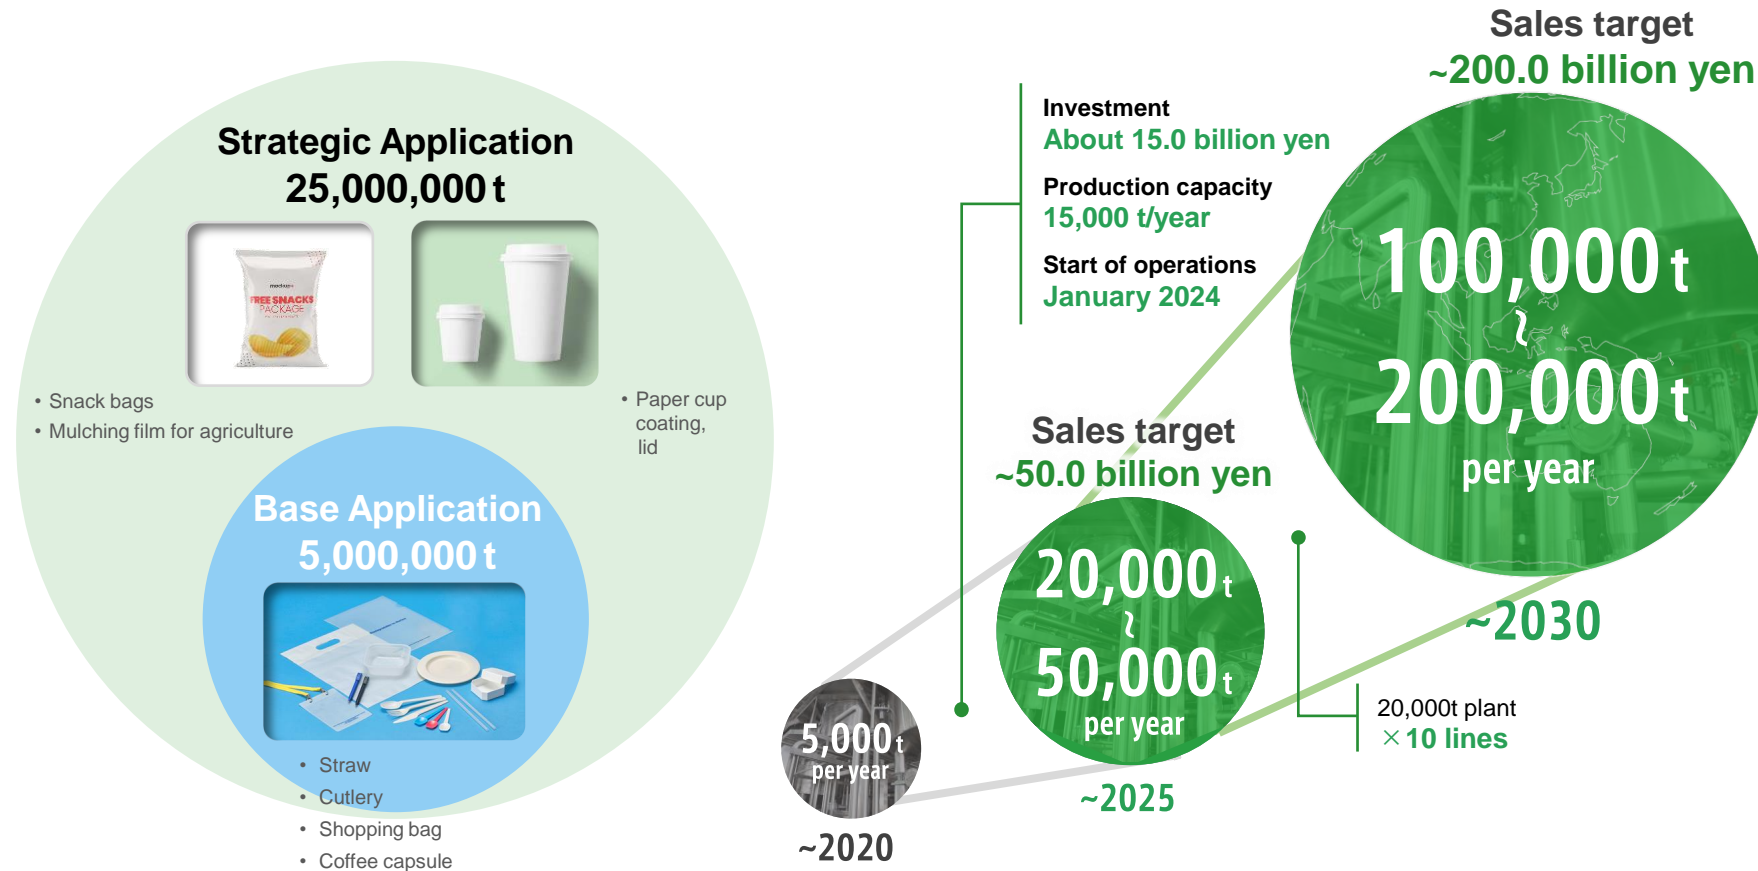 Strategic Application
25,000,000 t
FREE SNACKS
PACKAGE
• Snack bags
• Mulching film for agriculture
• Paper cup
coating,
lid
Base Application
5,000,000 t
• Straw
• Cutlery
• Shopping bag
• Coffee capsule
5,000 t
per year
~2020
Investment
About 15.0 billion yen
Production capacity
15,000 t/year
Start of operations
January 2024
Sales target
~50.0 billion yen
20,000 t
~
50,000 t
per year
~2025
Sales target
~200.0 billion yen
100,000 t
~
200,000 t
per year
~2030
20,000t plant
×10 lines